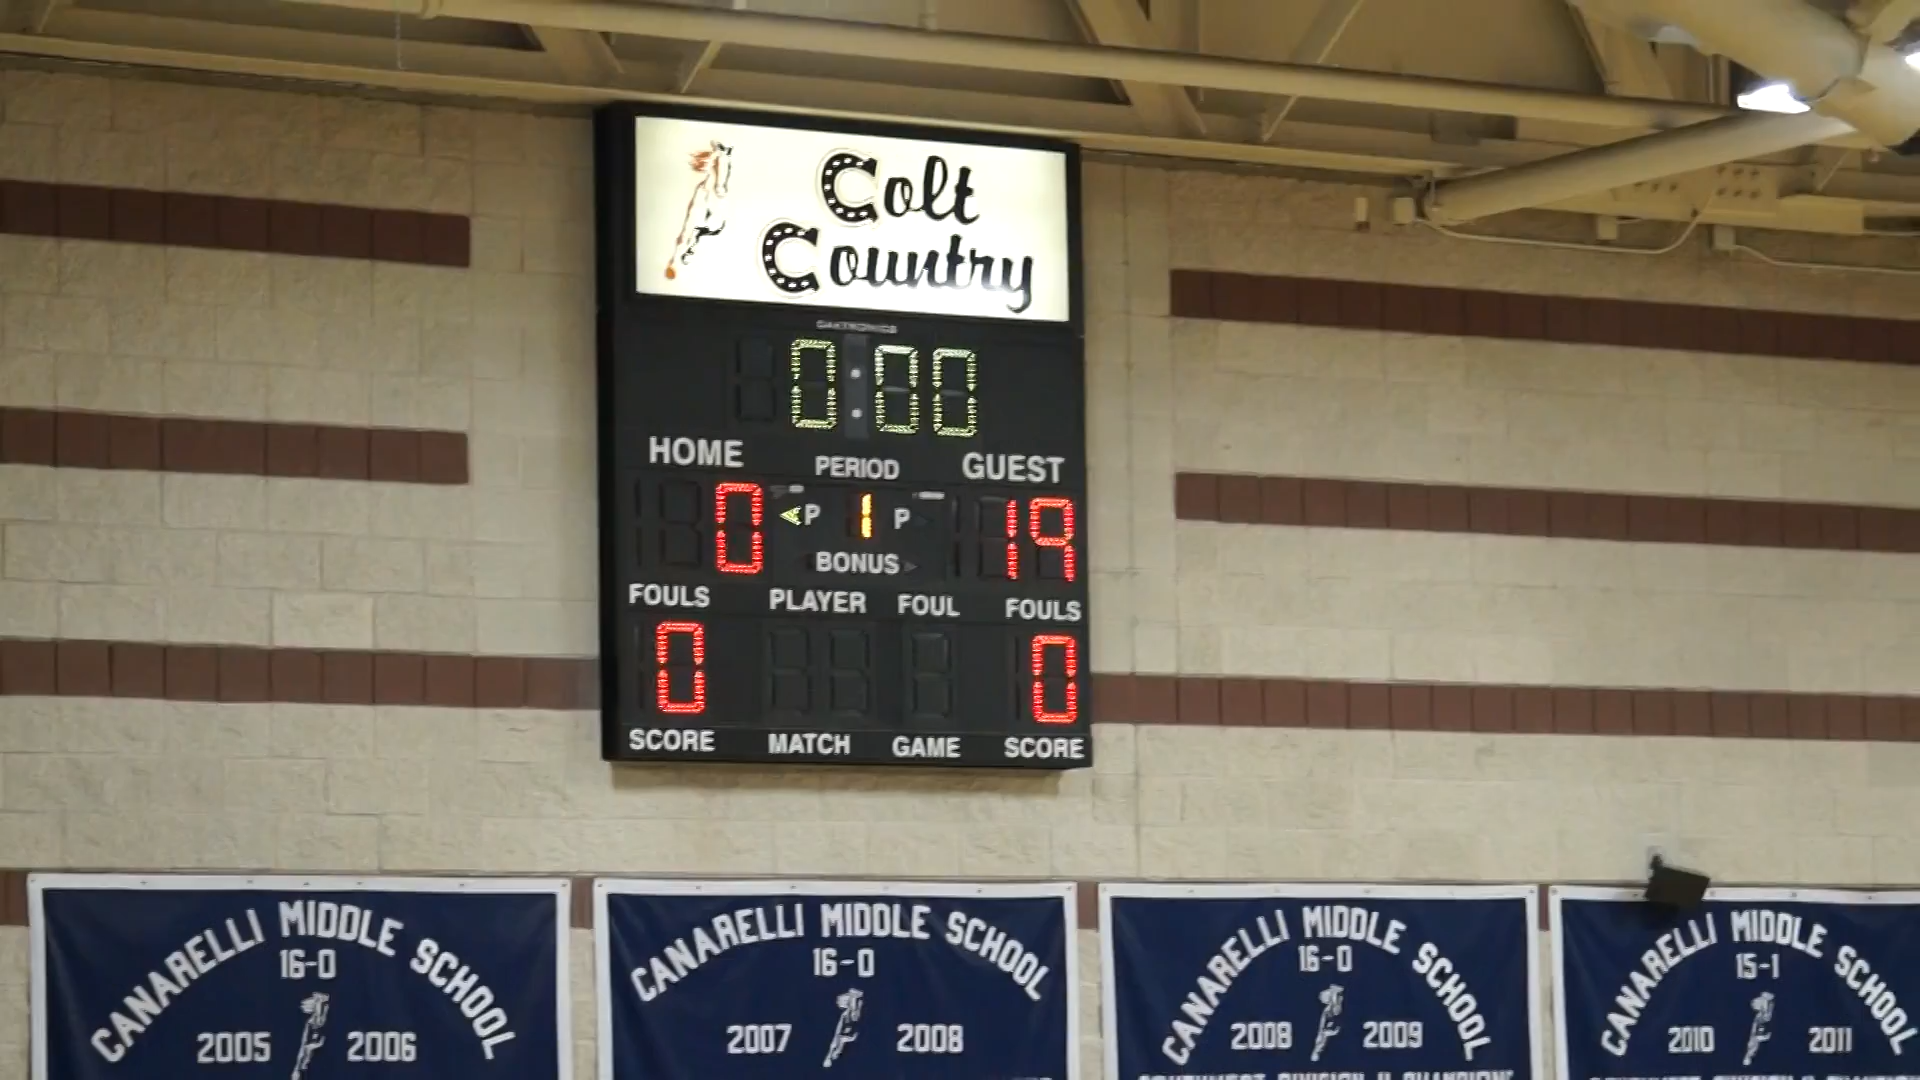 Colt
Country
DAKTRONICS
0:00
HOME PERIOD GUEST
0 P 1 P 19
BONUS
FOULS PLAYER FOUL FOULS
0 0
SCORE MATCH GAME SCORE
CANARELLI MIDDLE SCHOOL
16-0
2005 2006
CANARELLI MIDDLE SCHOOL
16-0
2007 2008
CANARELLI MIDDLE SCHOOL
16-0
2008 2009
CANARELLI MIDDLE SCHOOL
15-1
2010 2011